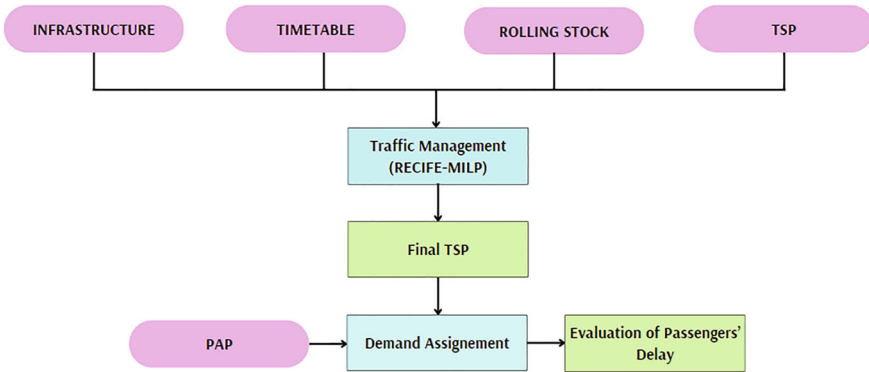 INFRASTRUCTURE
TIMETABLE
ROLLING STOCK
TSP
Traffic Management
(RECIFE-MILP)
Final TSP
PAP
Demand Assignement
Evaluation of Passengers'
Delay